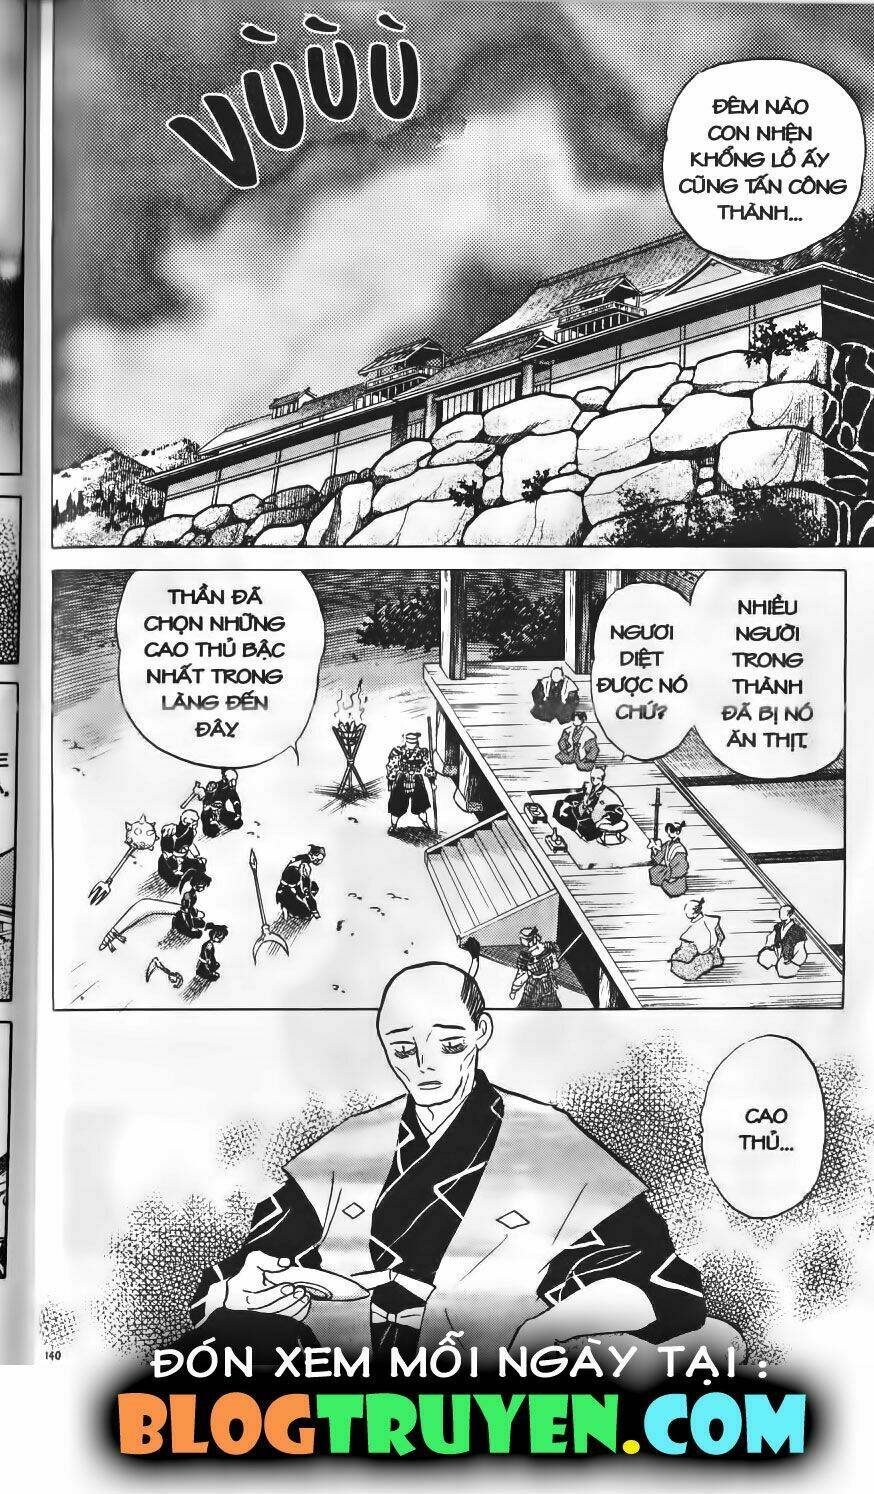 VÙÙÙ
ĐÊM NÀO
CON NHỆN
KHỔNG LỒ ẤY
CŨNG TẤN CÔNG
THÀNH...
NHIỀU
NGƯỜI
TRONG
THÀNH
ĐÃ BỊ NÓ
ĂN THỊT.
NGƯƠI
DIỆT
ĐƯỢC NÓ
CHỨ?
THẦN ĐÃ
CHỌN NHỮNG
CAO THỦ BẬC
NHẤT TRONG
LÀNG ĐẾN
ĐÂY.
CAO
THỦ...
140
ĐÓN XEM MỖI NGÀY TẠI :
BLOGTRUYEN.COM